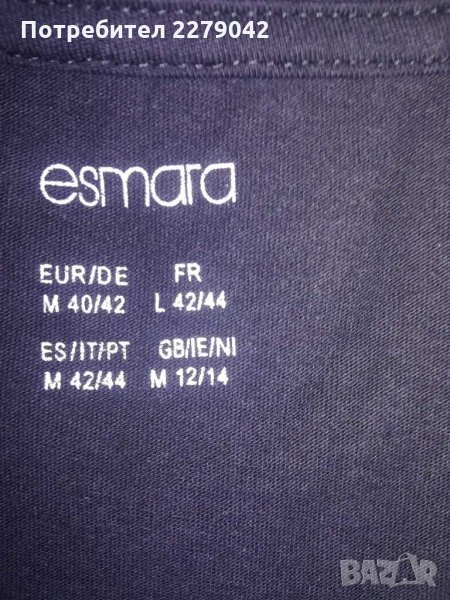 Потребител 2279042
esmara
EUR/DE FR
M 40/42 L 42/44
ES/IT/PT GB/IE/NI
M 42/44 M 12/14
BAZAR